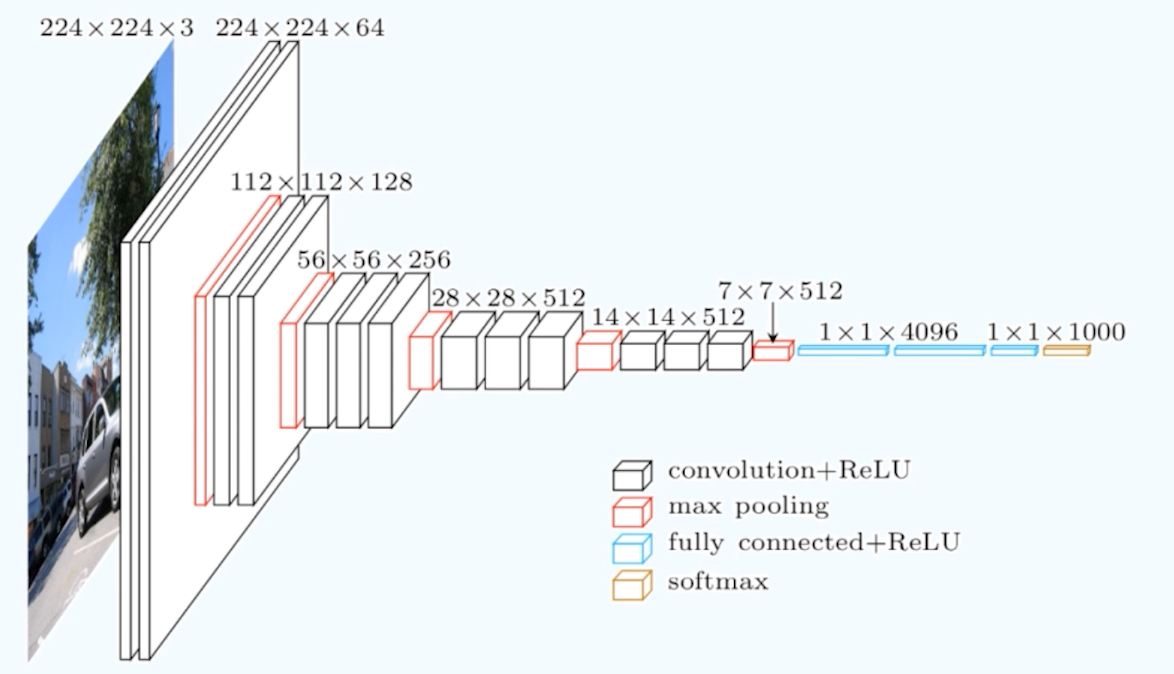 224×224×3
224×224×64
112×112×128
56×56×256
28×28×512
14×14×512
7×7×512
1×1×4096
1×1×1000
convolution+ReLU
max pooling
fully connected+ReLU
softmax